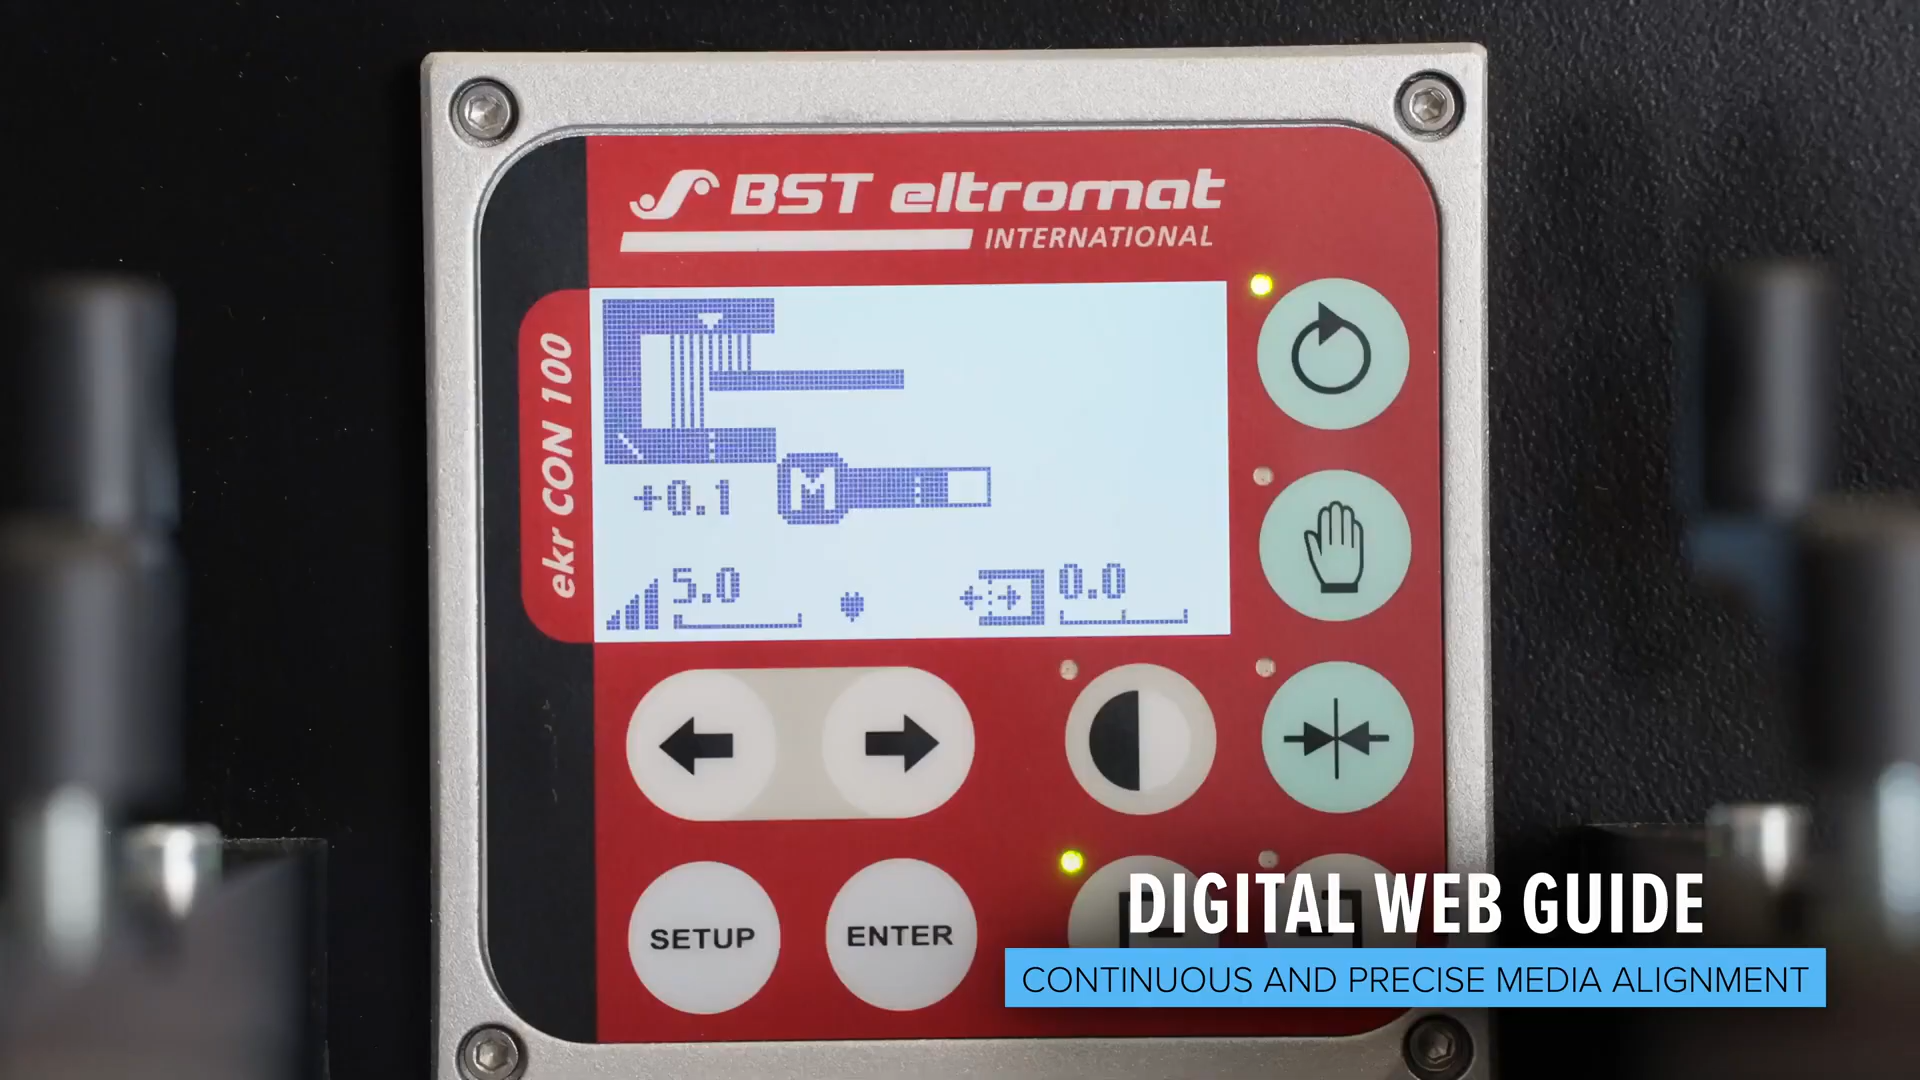 BST eltromat
INTERNATIONAL
ekr CON 100
+0.1
M
5.0
0.0
SETUP
ENTER
DIGITAL WEB GUIDE
CONTINUOUS AND PRECISE MEDIA ALIGNMENT